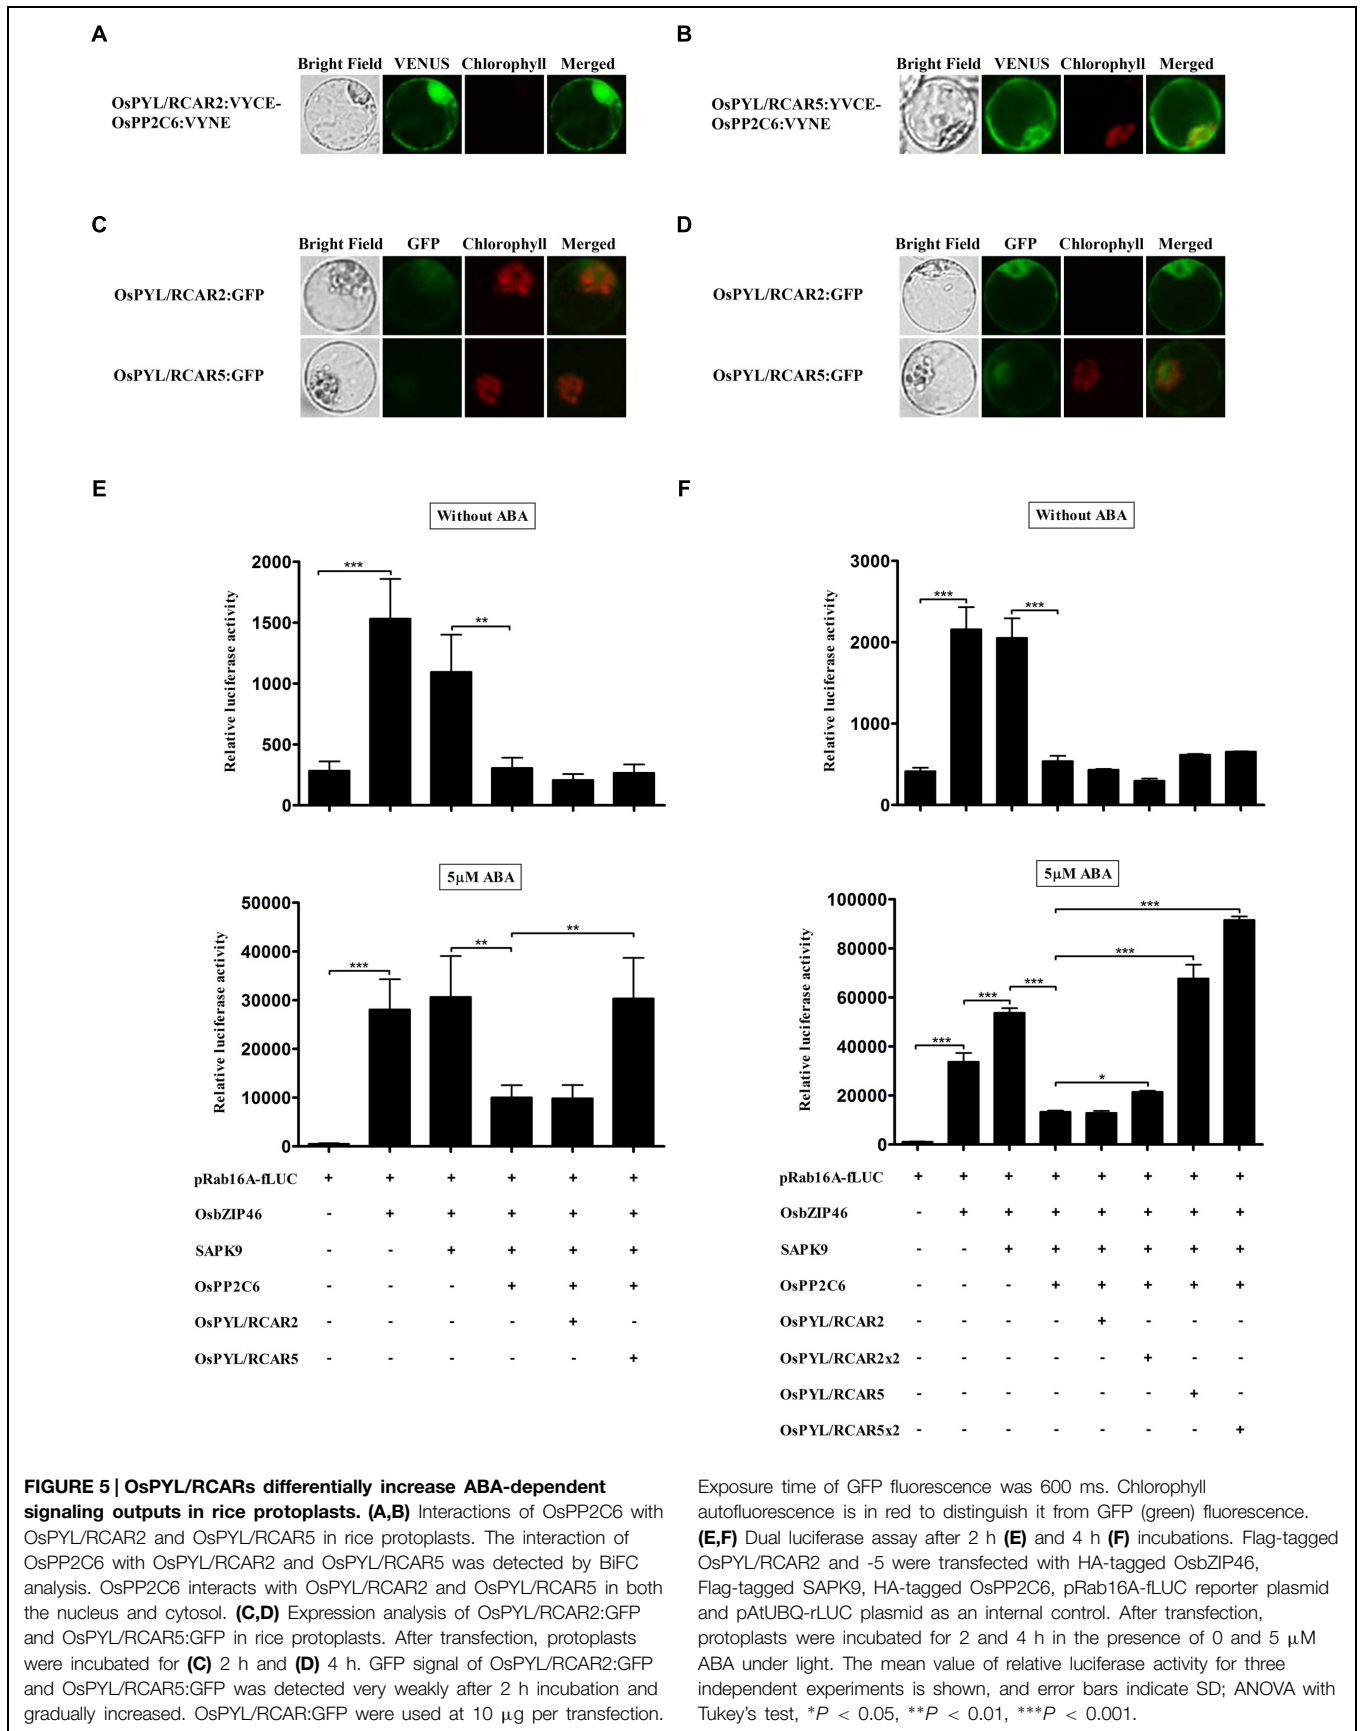 A
Bright Field VENUS Chlorophyll Merged
OsPYL/RCAR2:VYCE-
OsPP2C6:VYNE
B
Bright Field VENUS Chlorophyll Merged
OsPYL/RCAR5:YVCE-
OsPP2C6:VYNE
C
Bright Field GFP Chlorophyll Merged
OsPYL/RCAR2:GFP
OsPYL/RCAR5:GFP
D
Bright Field GFP Chlorophyll Merged
OsPYL/RCAR2:GFP
OsPYL/RCAR5:GFP
E
Without ABA
Relative luciferase activity
2000
1500
1000
500
0
***
**
5μM ABA
Relative luciferase activity
50000
40000
30000
20000
10000
0
***
**
**
pRab16A-fLUC + + + + + +
OsbZIP46 - + + + + +
SAPK9 - - + + + +
OsPP2C6 - - - + + +
OsPYL/RCAR2 - - - - + -
OsPYL/RCAR5 - - - - - +
F
Without ABA
Relative luciferase activity
3000
2000
1000
0
***
***
5μM ABA
Relative luciferase activity
100000
80000
60000
40000
20000
0
***
***
***
*
***
***
pRab16A-fLUC + + + + + + + +
OsbZIP46 - + + + + + + +
SAPK9 - - + + + + + +
OsPP2C6 - - - + + + + +
OsPYL/RCAR2 - - - - + - - -
OsPYL/RCAR2x2 - - - - - + - -
OsPYL/RCAR5 - - - - - - + -
OsPYL/RCAR5x2 - - - - - - - +
FIGURE 5 | OsPYL/RCARs differentially increase ABA-dependent
signaling outputs in rice protoplasts. (A,B) Interactions of OsPP2C6 with
OsPYL/RCAR2 and OsPYL/RCAR5 in rice protoplasts. The interaction of
OsPP2C6 with OsPYL/RCAR2 and OsPYL/RCAR5 was detected by BiFC
analysis. OsPP2C6 interacts with OsPYL/RCAR2 and OsPYL/RCAR5 in both
the nucleus and cytosol. (C,D) Expression analysis of OsPYL/RCAR2:GFP
and OsPYL/RCAR5:GFP in rice protoplasts. After transfection, protoplasts
were incubated for (C) 2 h and (D) 4 h. GFP signal of OsPYL/RCAR2:GFP
and OsPYL/RCAR5:GFP was detected very weakly after 2 h incubation and
gradually increased. OsPYL/RCAR:GFP were used at 10 μg per transfection.
Exposure time of GFP fluorescence was 600 ms. Chlorophyll
autofluorescence is in red to distinguish it from GFP (green) fluorescence.
(E,F) Dual luciferase assay after 2 h (E) and 4 h (F) incubations. Flag-tagged
OsPYL/RCAR2 and -5 were transfected with HA-tagged OsbZIP46,
Flag-tagged SAPK9, HA-tagged OsPP2C6, pRab16A-fLUC reporter plasmid
and pAtUBQ-rLUC plasmid as an internal control. After transfection,
protoplasts were incubated for 2 and 4 h in the presence of 0 and 5 μM
ABA under light. The mean value of relative luciferase activity for three
independent experiments is shown, and error bars indicate SD; ANOVA with
Tukey's test, *P < 0.05, **P < 0.01, ***P < 0.001.